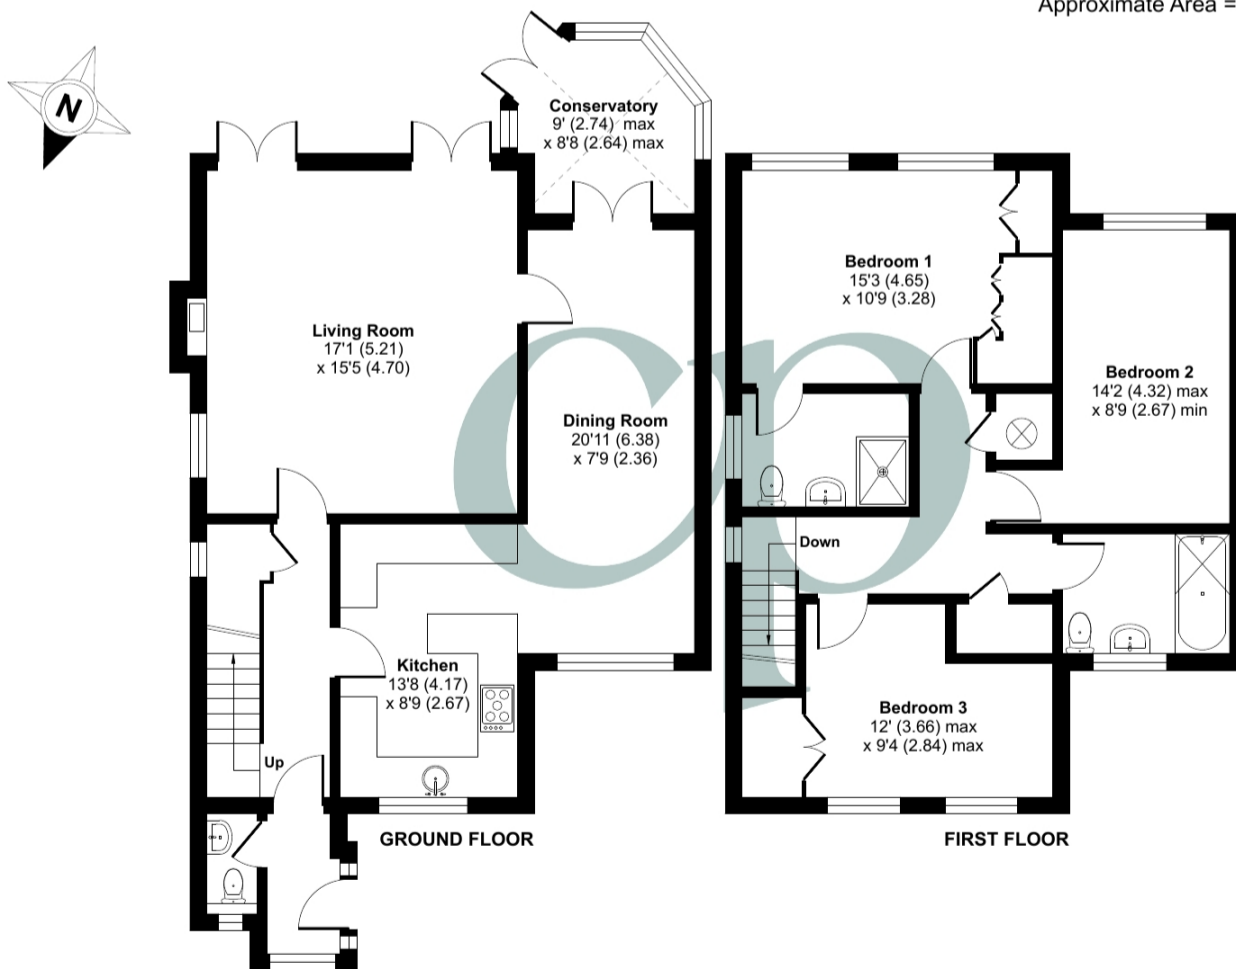 Approximate Area =
N
Conservatory
9' (2.74) max
x 8'8 (2.64) max
Living Room
17'1 (5.21)
x 15'5 (4.70)
Dining Room
20'11 (6.38)
x 7'9 (2.36)
Kitchen
13'8 (4.17)
x 8'9 (2.67)
Up
GROUND FLOOR
Bedroom 1
15'3 (4.65)
x 10'9 (3.28)
Bedroom 2
14'2 (4.32) max
x 8'9 (2.67) min
Down
Bedroom 3
12' (3.66) max
x 9'4 (2.84) max
FIRST FLOOR
cp